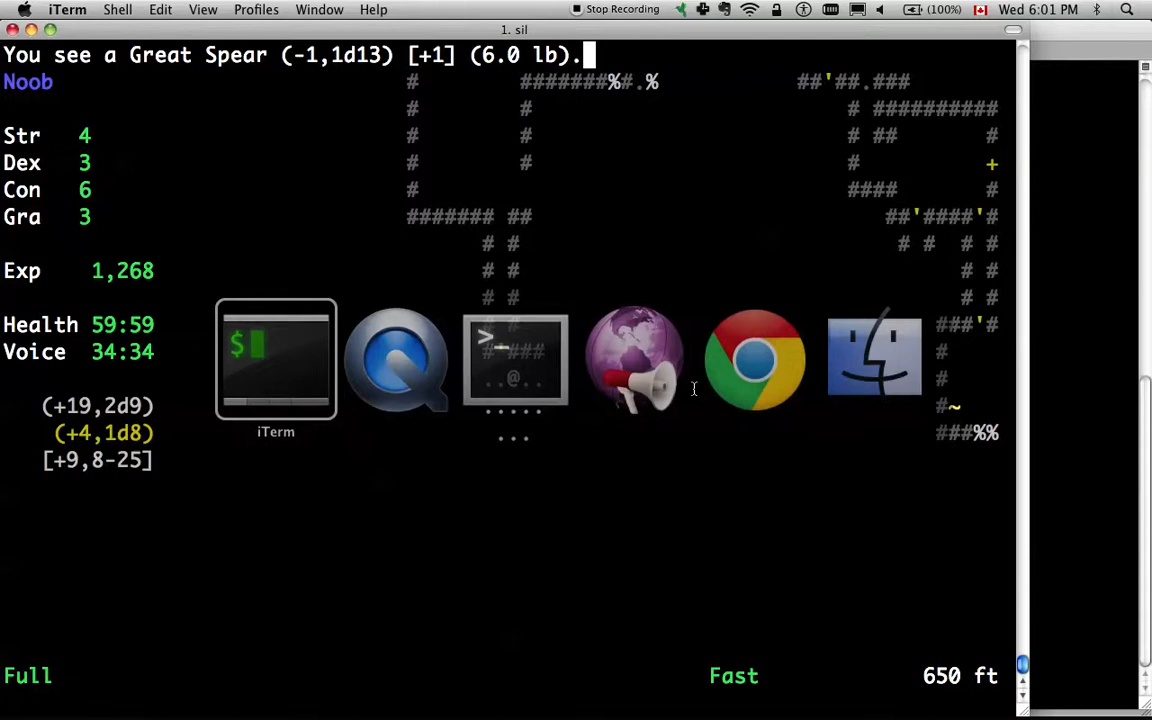 iTerm Shell Edit View Profiles Window Help Stop Recording (100%) Wed 6:01 PM
1. sil
You see a Great Spear (-1,1d13) [+1] (6.0 lb).
Noob # #######%#.% ##'##.###
# # # ##########
Str 4 # # # ## #
Dex 3 # # # +
Con 6 # #### #
Gra 3 ####### ## ##'####'#
# # # # # #
Exp 1,268 # # # #
# # # #
Health 59:59 ###'#
Voice 34:34 # #### #
#
(+19,2d9) #~
(+4,1d8) ###%%
[+9,8-25]
$
>_
..@..
.....
...
iTerm
Full Fast 650 ft